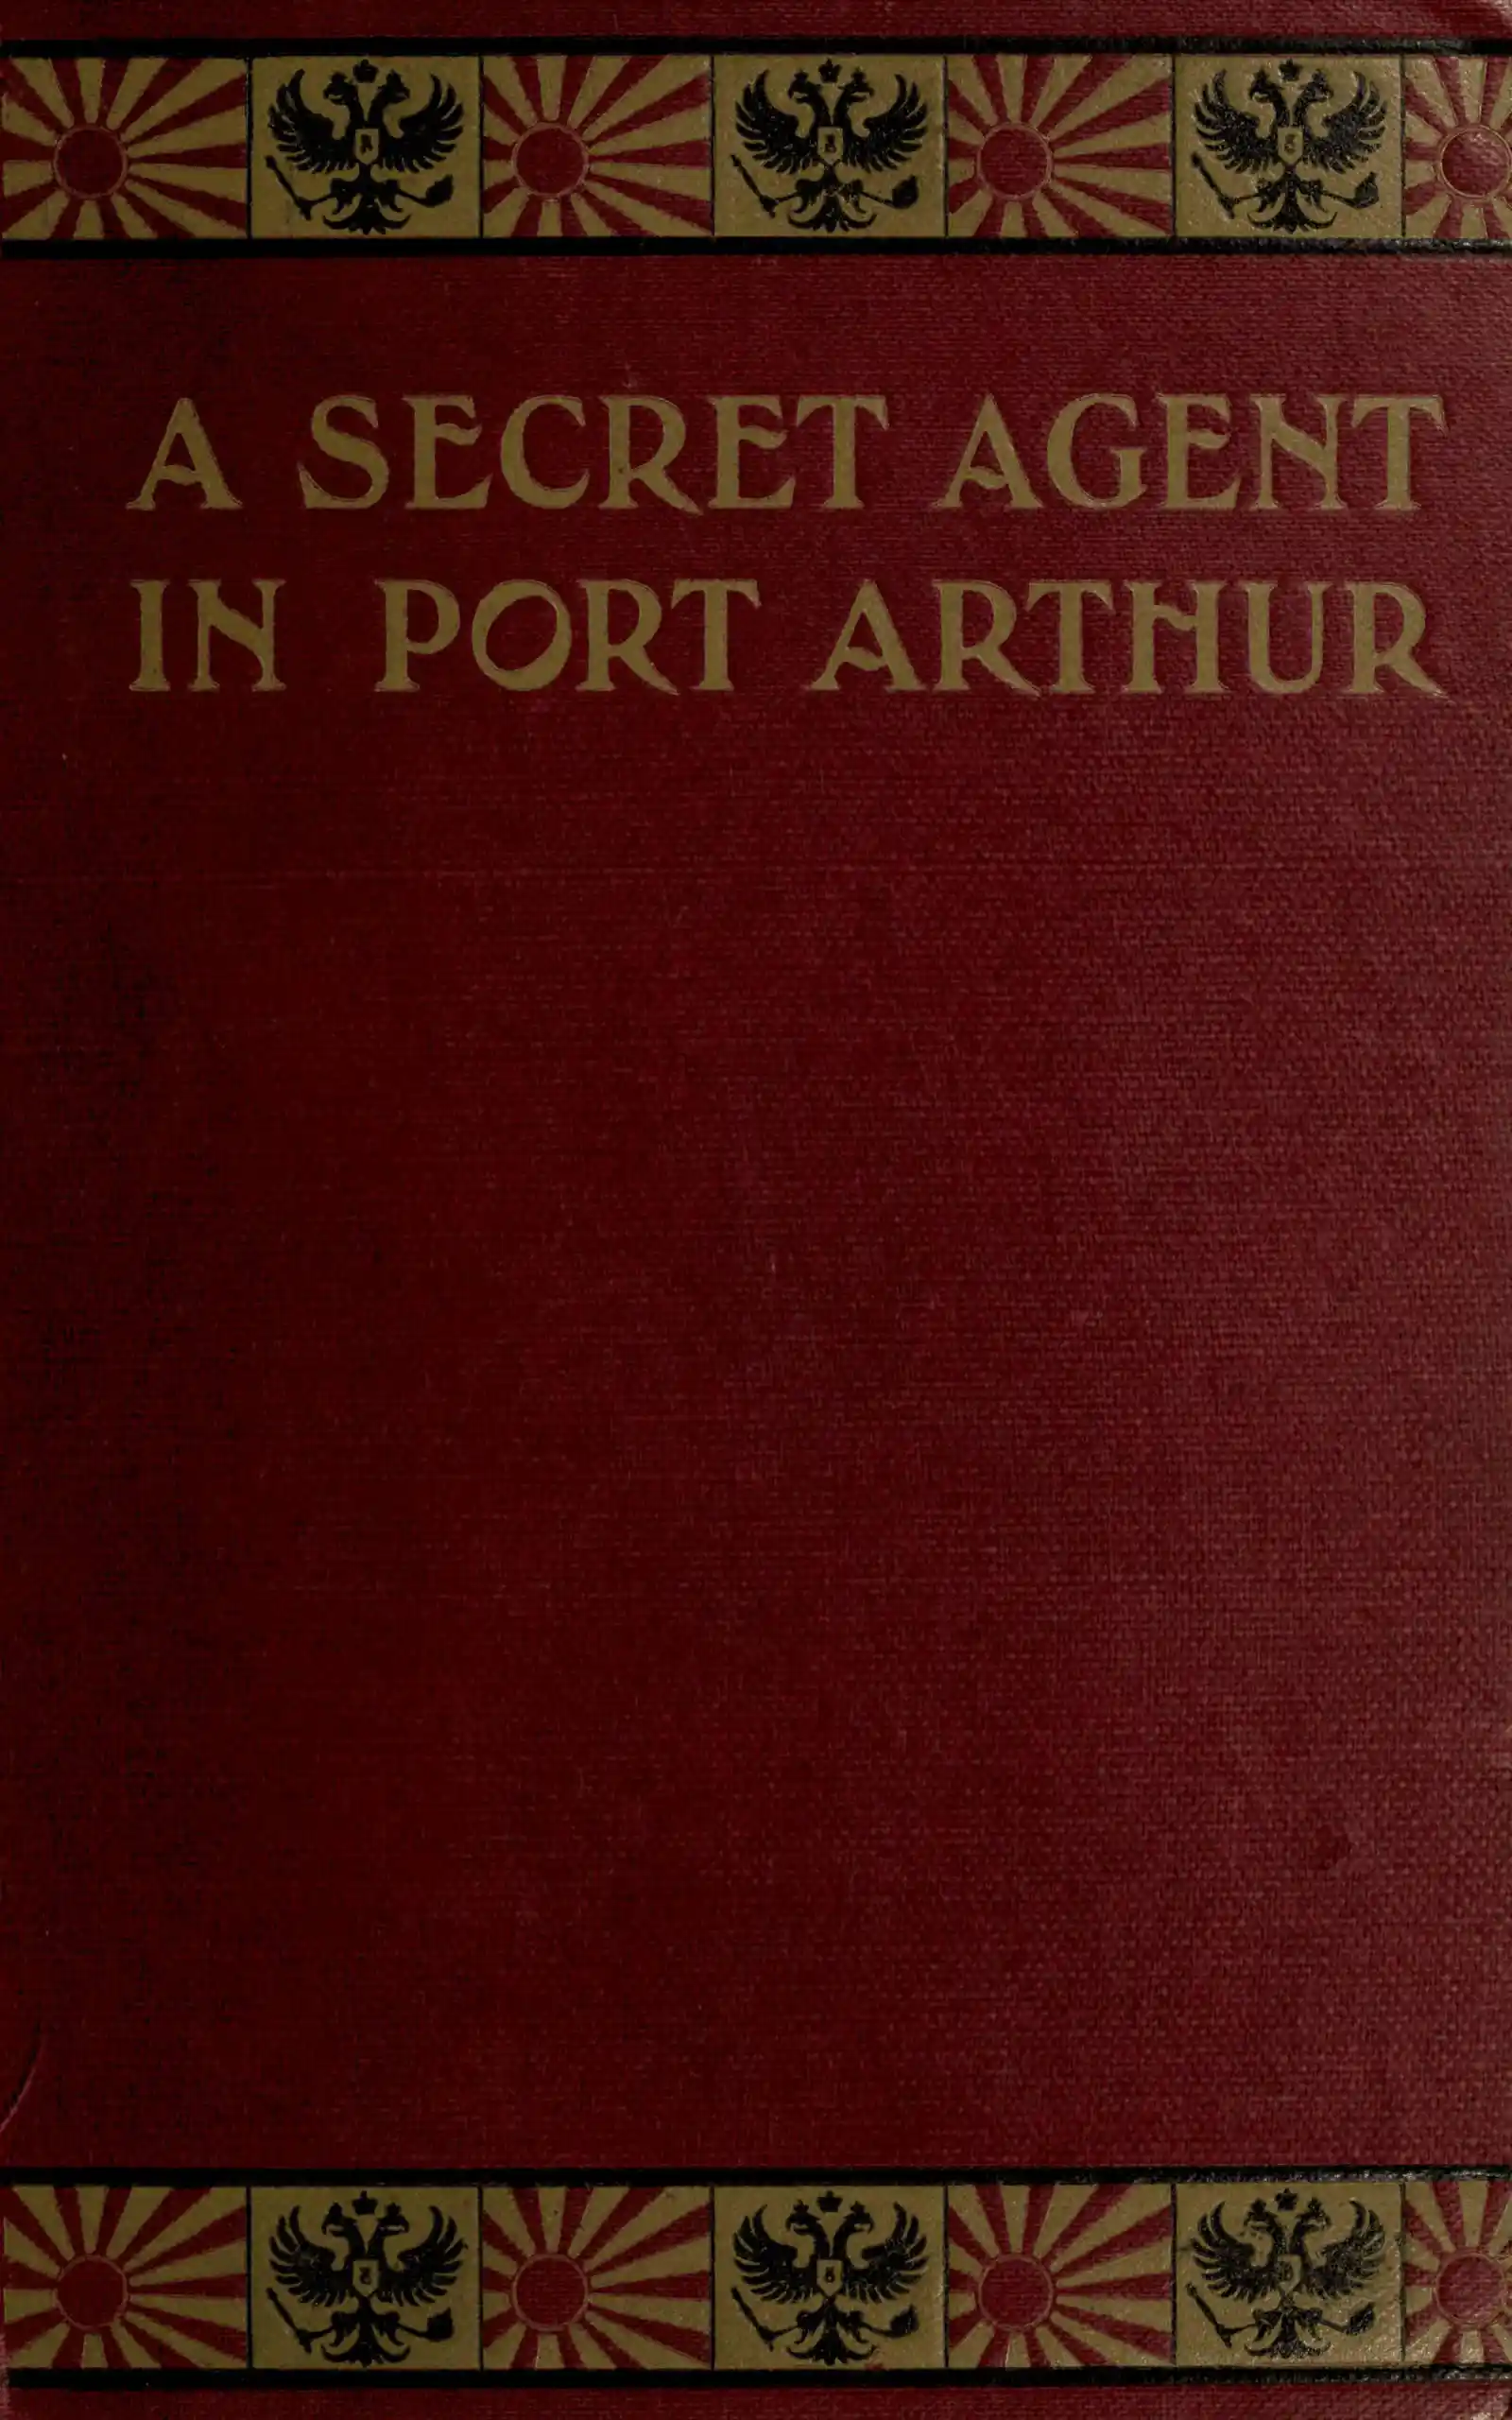 A SECRET AGENT
IN PORT ARTHUR